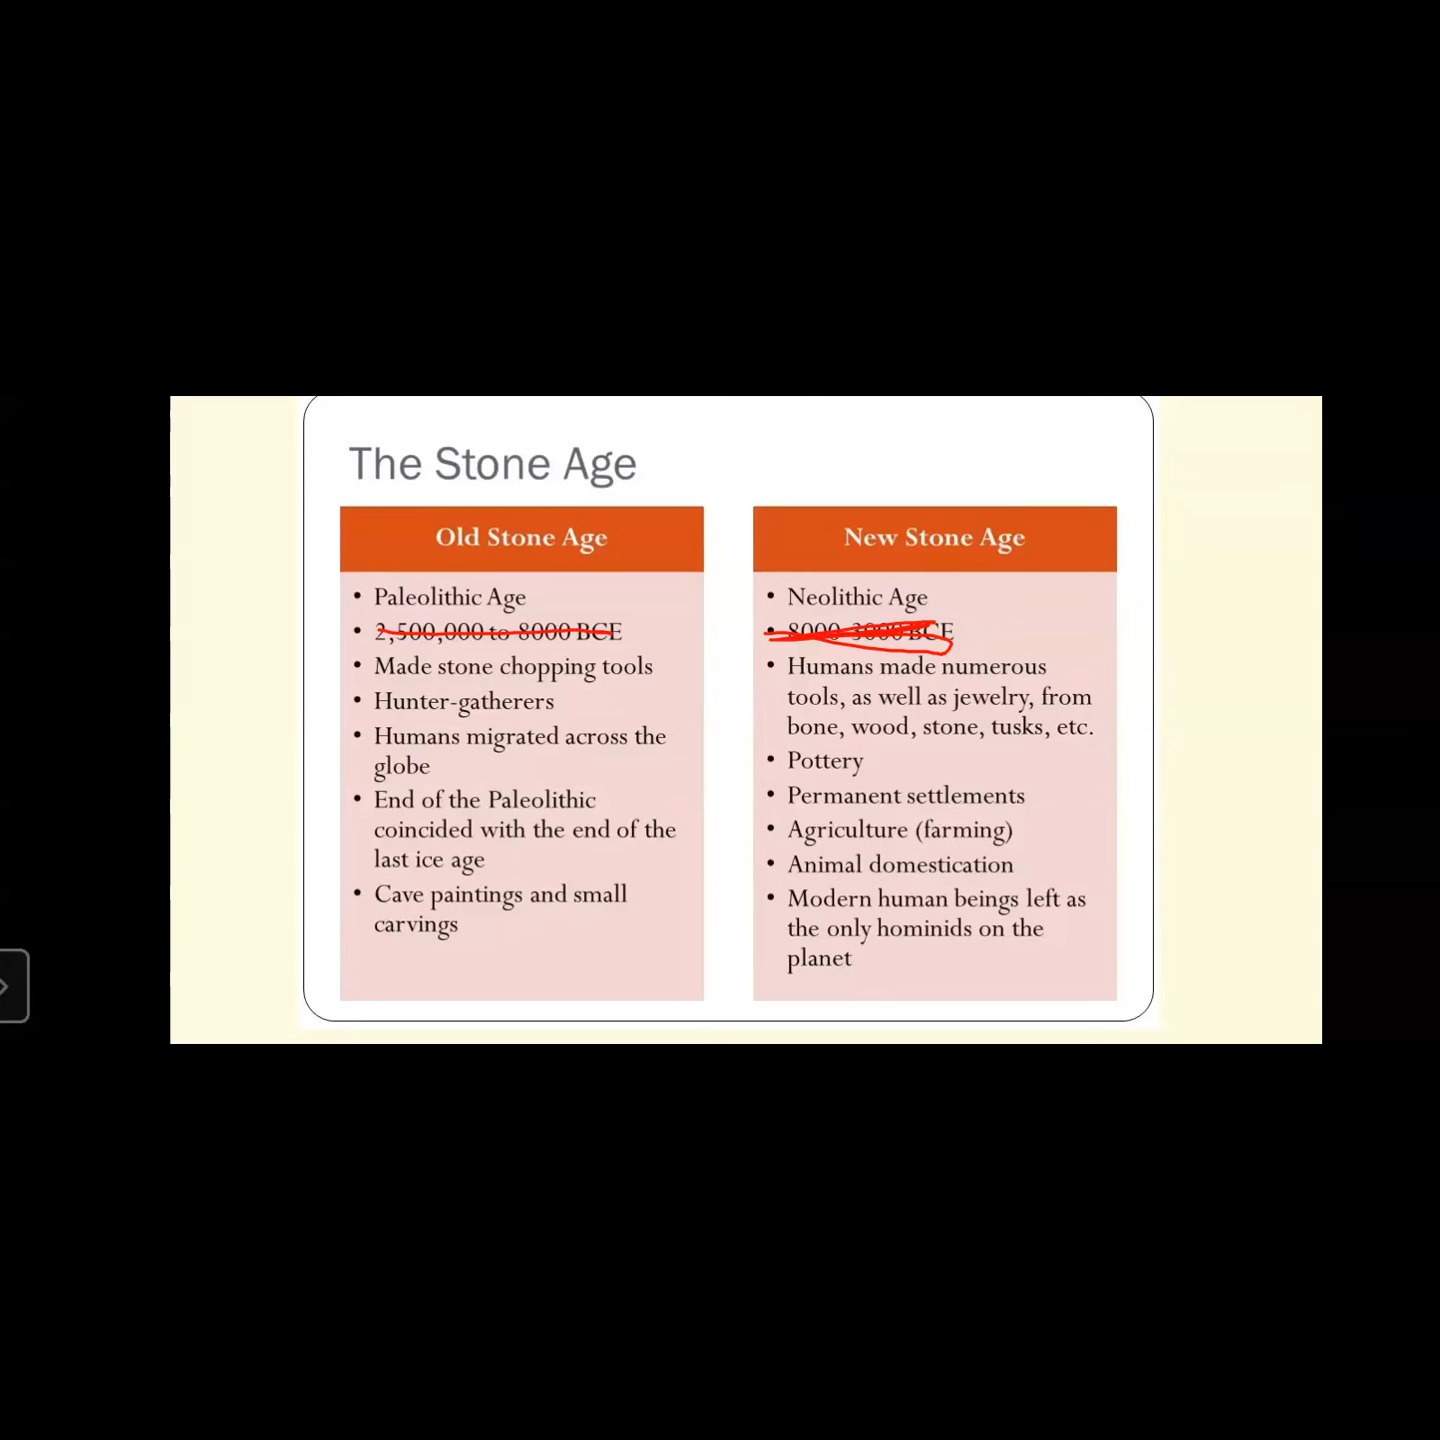 The Stone Age
Old Stone Age
• Paleolithic Age
• 2,500,000 to 8000 BCE
• Made stone chopping tools
• Hunter-gatherers
• Humans migrated across the
globe
• End of the Paleolithic
coincided with the end of the
last ice age
• Cave paintings and small
carvings
New Stone Age
• Neolithic Age
• 8000-3000 BCE
• Humans made numerous
tools, as well as jewelry, from
bone, wood, stone, tusks, etc.
• Pottery
• Permanent settlements
• Agriculture (farming)
• Animal domestication
• Modern human beings left as
the only hominids on the
planet